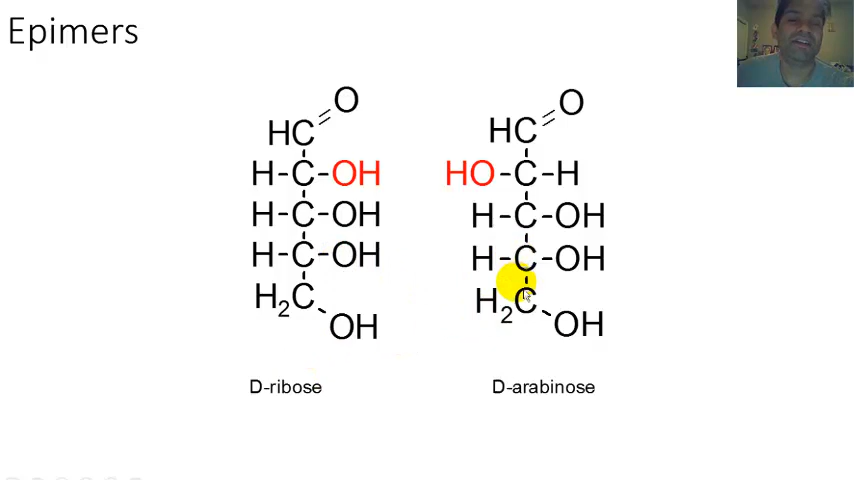 Epimers
HC=O
H-C-OH
H-C-OH
H-C-OH
H₂C
OH
D-ribose
HC=O
HO-C-H
H-C-OH
H-C-OH
H₂C
OH
D-arabinose